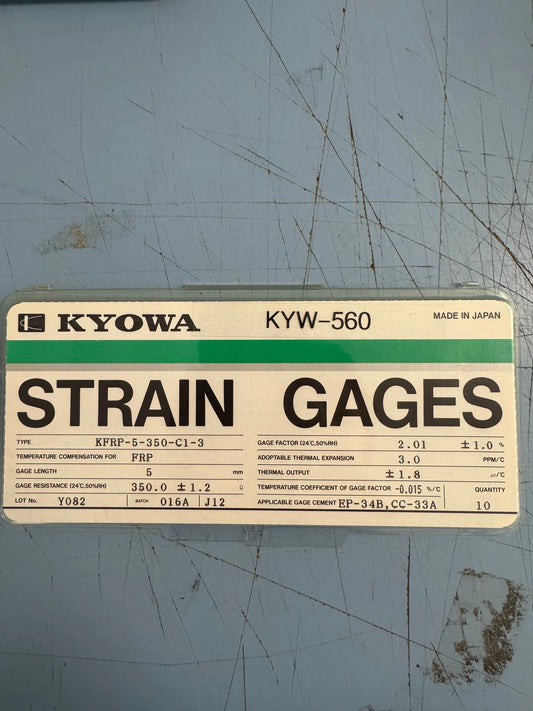 KYOWA KYW-560 MADE IN JAPAN
STRAIN GAGES
TYPE KFRP-5-350-C1-3
TEMPERATURE COMPENSATION FOR FRP
GAGE LENGTH 5 mm
GAGE RESISTANCE (24℃,50%RH) 350.0 ±1.2 Ω
LOT No. Y082 BATCH 016A J12
GAGE FACTOR (24℃,50%RH) 2.01 ±1.0 %
ADOPTABLE THERMAL EXPANSION 3.0 PPM/℃
THERMAL OUTPUT ±1.8 με/℃
TEMPERATURE COEFFICIENT OF GAGE FACTOR -0.015 %/℃ QUANTITY
APPLICABLE GAGE CEMENT EP-34B,CC-33A 10